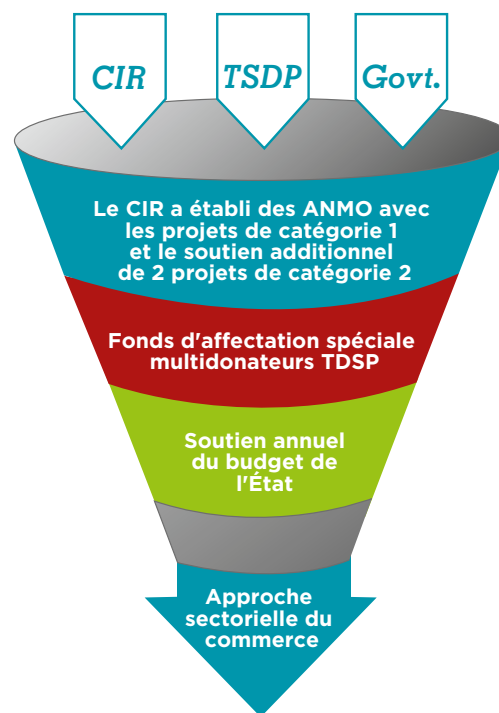 CIR
TSDP
Govt.
Le CIR a établi des ANMO avec
les projets de catégorie 1
et le soutien additionnel
de 2 projets de catégorie 2
Fonds d'affectation spéciale
multidonateurs TDSP
Soutien annuel
du budget de
l'État
Approche
sectorielle du
commerce